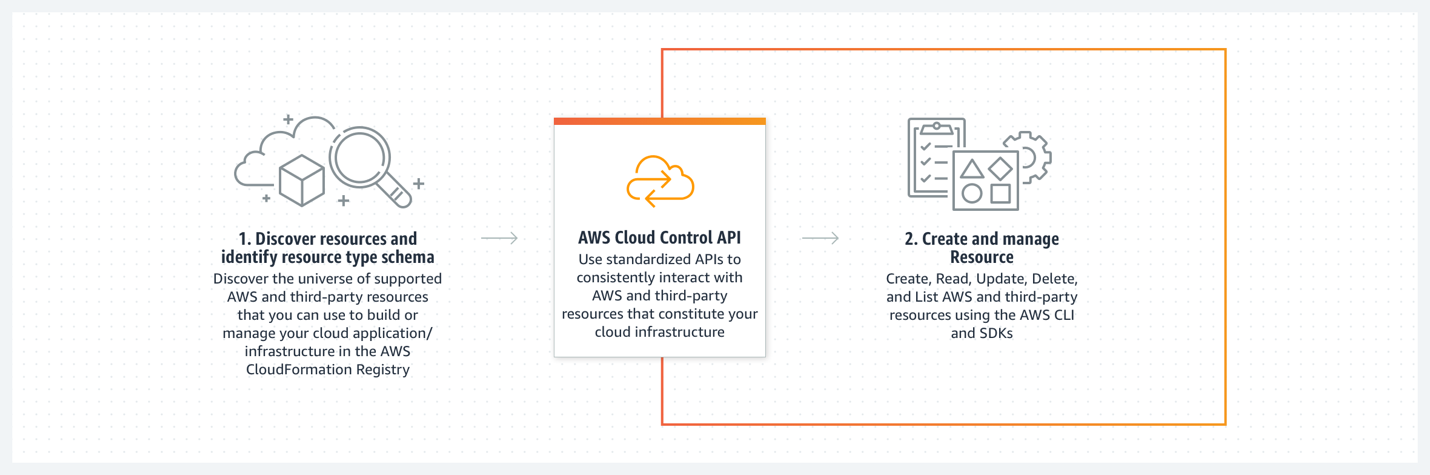 1. Discover resources and
identify resource type schema
Discover the universe of supported
AWS and third-party resources
that you can use to build or
manage your cloud application/
infrastructure in the AWS
CloudFormation Registry
AWS Cloud Control API
Use standardized APIs to
consistently interact with
AWS and third-party
resources that constitute your
cloud infrastructure
2. Create and manage
Resource
Create, Read, Update, Delete,
and List AWS and third-party
resources using the AWS CLI
and SDKs